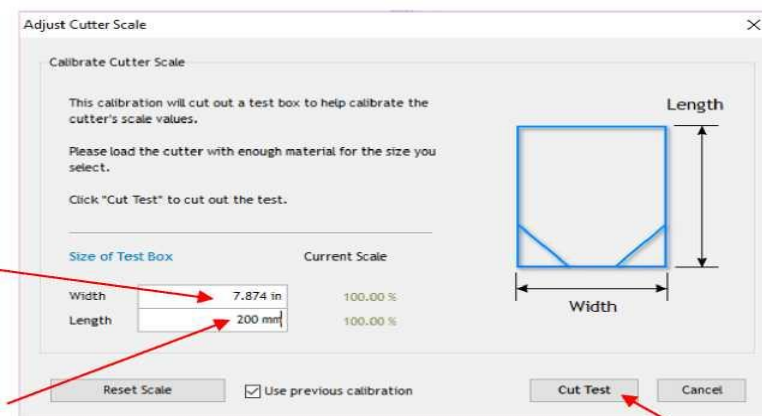 Adjust Cutter Scale
Calibrate Cutter Scale
This calibration will cut out a test box to help calibrate the
cutter's scale values.
Please load the cutter with enough material for the size you
select.
Click "Cut Test" to cut out the test.
Length
Size of Test Box Current Scale
Width 7.874 in 100.00 %
Length 200 mm 100.00 %
Width
Reset Scale Use previous calibration Cut Test Cancel